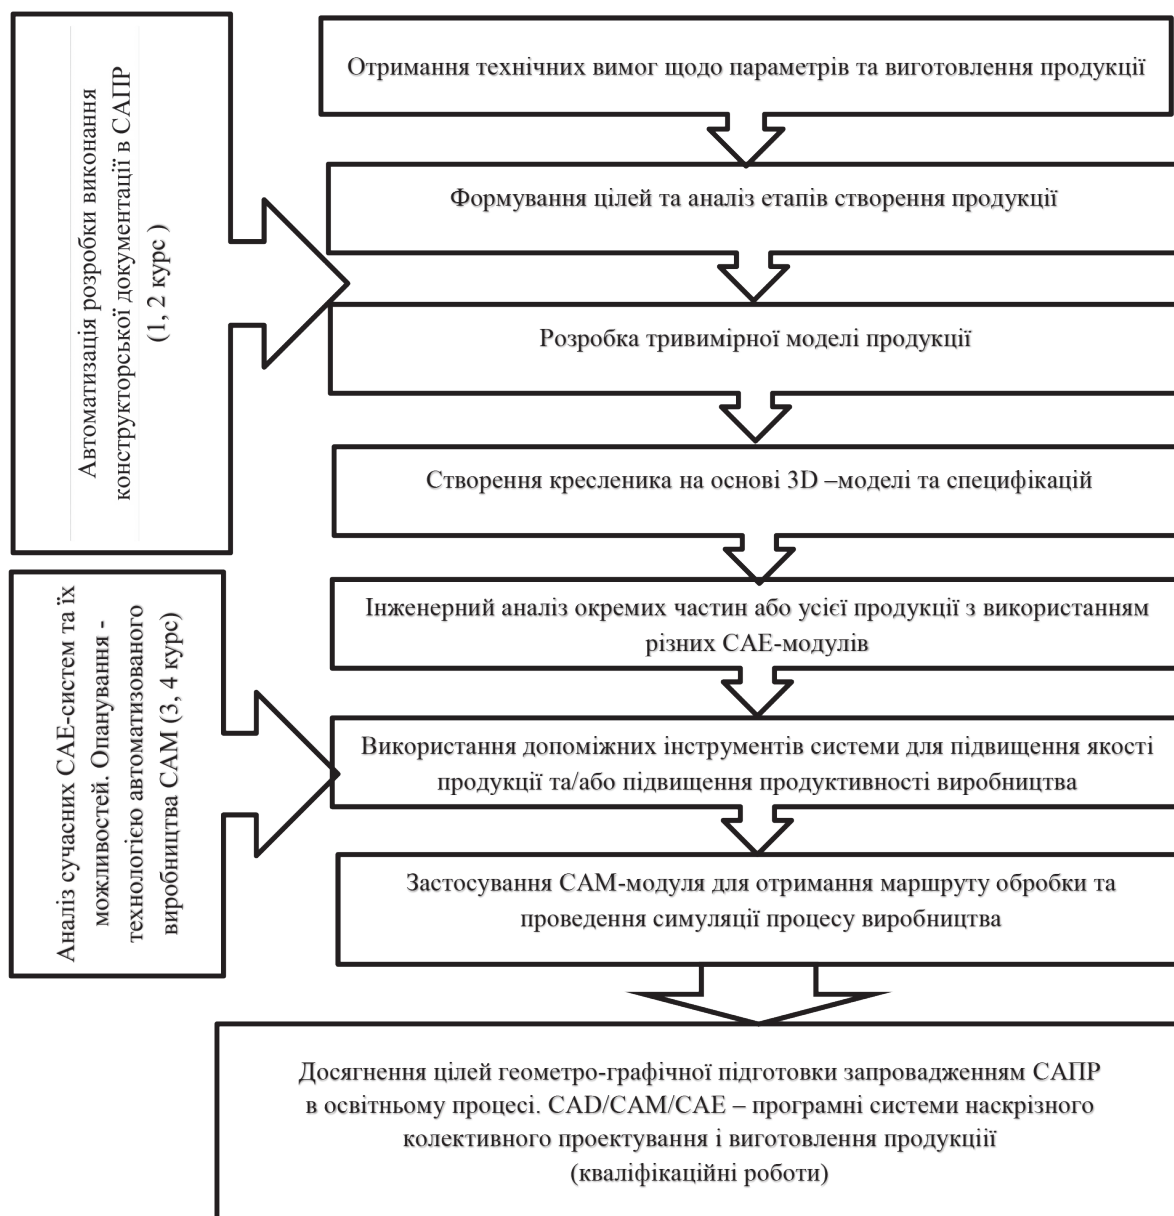 Автоматизація розробки виконання
конструкторської документації в САПР
(1, 2 курс )
Отримання технічних вимог щодо параметрів та виготовлення продукції
Формування цілей та аналіз етапів створення продукції
Розробка тривимірної моделі продукції
Створення кресленика на основі 3D –моделі та специфікацій
Аналіз сучасних CAE-систем та їх
можливостей. Опанування -
технологією автоматизованого
виробництва CAM (3, 4 курс)
Інженерний аналіз окремих частин або усієї продукції з використанням
різних CAE-модулів
Використання допоміжних інструментів системи для підвищення якості
продукції та/або підвищення продуктивності виробництва
Застосування CAM-модуля для отримання маршруту обробки та
проведення симуляції процесу виробництва
Досягнення цілей геометро-графічної підготовки запровадженням САПР
в освітньому процесі. CAD/CAM/CAE – програмні системи наскрізного
колективного проектування і виготовлення продукціії
(кваліфікаційні роботи)